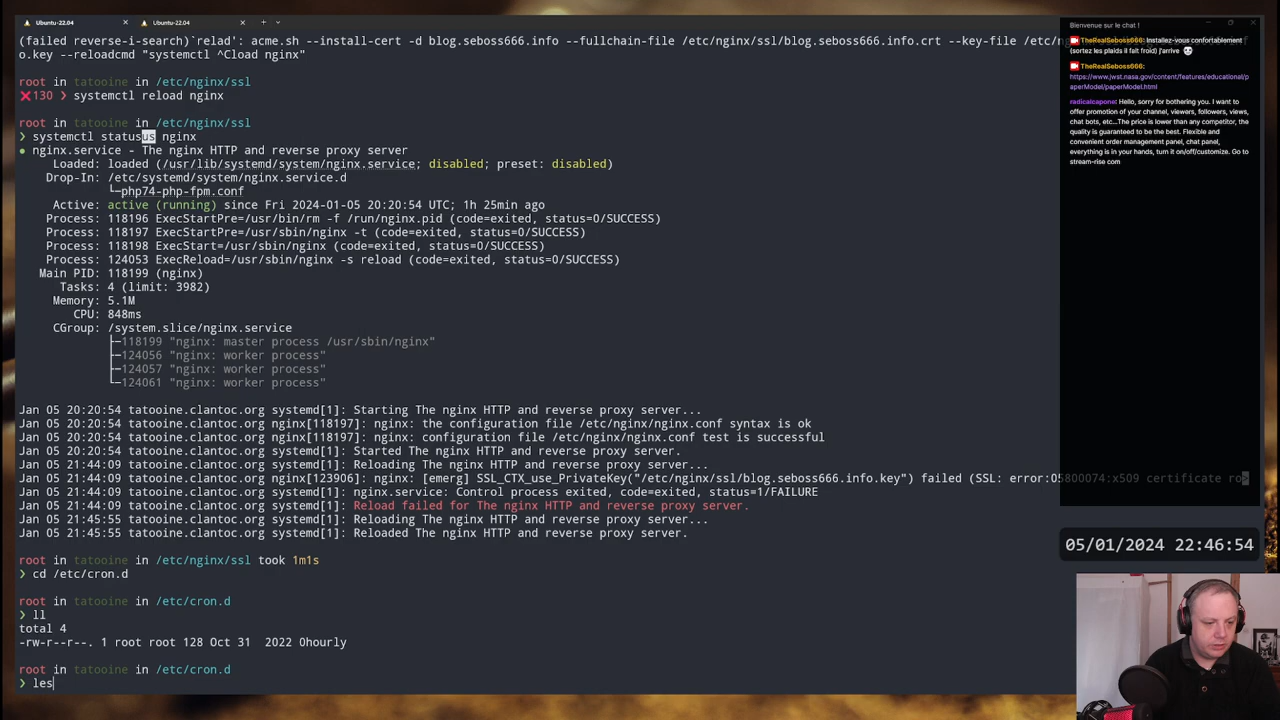 Ubuntu-22.04
Ubuntu-22.04
(failed reverse-i-search)`relad': acme.sh --install-cert -d blog.seboss666.info --fullchain-file /etc/nginx/ssl/blog.seboss666.info.crt --key-file /etc/
o.key --reloadcmd "systemctl ^Cload nginx"
root in tatooine in /etc/nginx/ssl
❌130 ❯ systemctl reload nginx
root in tatooine in /etc/nginx/ssl
❯ systemctl statusus nginx
● nginx.service - The nginx HTTP and reverse proxy server
Loaded: loaded (/usr/lib/systemd/system/nginx.service; disabled; preset: disabled)
Drop-In: /etc/systemd/system/nginx.service.d
└─php74-php-fpm.conf
Active: active (running) since Fri 2024-01-05 20:20:54 UTC; 1h 25min ago
Process: 118196 ExecStartPre=/usr/bin/rm -f /run/nginx.pid (code=exited, status=0/SUCCESS)
Process: 118197 ExecStartPre=/usr/sbin/nginx -t (code=exited, status=0/SUCCESS)
Process: 118198 ExecStart=/usr/sbin/nginx (code=exited, status=0/SUCCESS)
Process: 124053 ExecReload=/usr/sbin/nginx -s reload (code=exited, status=0/SUCCESS)
Main PID: 118199 (nginx)
Tasks: 4 (limit: 3982)
Memory: 5.1M
CPU: 848ms
CGroup: /system.slice/nginx.service
├─118199 "nginx: master process /usr/sbin/nginx"
├─124056 "nginx: worker process"
├─124057 "nginx: worker process"
└─124061 "nginx: worker process"
Jan 05 20:20:54 tatooine.clantoc.org systemd[1]: Starting The nginx HTTP and reverse proxy server...
Jan 05 20:20:54 tatooine.clantoc.org nginx[118197]: nginx: the configuration file /etc/nginx/nginx.conf syntax is ok
Jan 05 20:20:54 tatooine.clantoc.org nginx[118197]: nginx: configuration file /etc/nginx/nginx.conf test is successful
Jan 05 20:20:54 tatooine.clantoc.org systemd[1]: Started The nginx HTTP and reverse proxy server.
Jan 05 21:44:09 tatooine.clantoc.org systemd[1]: Reloading The nginx HTTP and reverse proxy server...
Jan 05 21:44:09 tatooine.clantoc.org nginx[123906]: nginx: [emerg] SSL_CTX_use_PrivateKey("/etc/nginx/ssl/blog.seboss666.info.key") failed (SSL: error:05800074:x509 certificate ro>
Jan 05 21:44:09 tatooine.clantoc.org systemd[1]: nginx.service: Control process exited, code=exited, status=1/FAILURE
Jan 05 21:44:09 tatooine.clantoc.org systemd[1]: Reload failed for The nginx HTTP and reverse proxy server.
Jan 05 21:45:55 tatooine.clantoc.org systemd[1]: Reloading The nginx HTTP and reverse proxy server...
Jan 05 21:45:55 tatooine.clantoc.org systemd[1]: Reloaded The nginx HTTP and reverse proxy server.
root in tatooine in /etc/nginx/ssl took 1m1s
❯ cd /etc/cron.d
root in tatooine in /etc/cron.d
❯ ll
total 4
-rw-r--r--. 1 root root 128 Oct 31  2022 0hourly
root in tatooine in /etc/cron.d
❯ les
Bienvenue sur le chat !
TheRealSeboss666: Installez-vous confortablement
(sortez les plaids il fait froid) j'arrive
TheRealSeboss666:
https://www.jwst.nasa.gov/content/features/educational/p
aperModel/paperModel.html
radicalcapone: Hello, sorry for bothering you. I want to
offer promotion of your channel, viewers, followers, views,
chat bots, etc...The price is lower than any competitor, the
quality is guaranteed to be the best. Flexible and
convenient order management panel, chat panel,
everything is in your hands, turn it on/off/customize. Go to
stream-rise com
05/01/2024 22:46:54